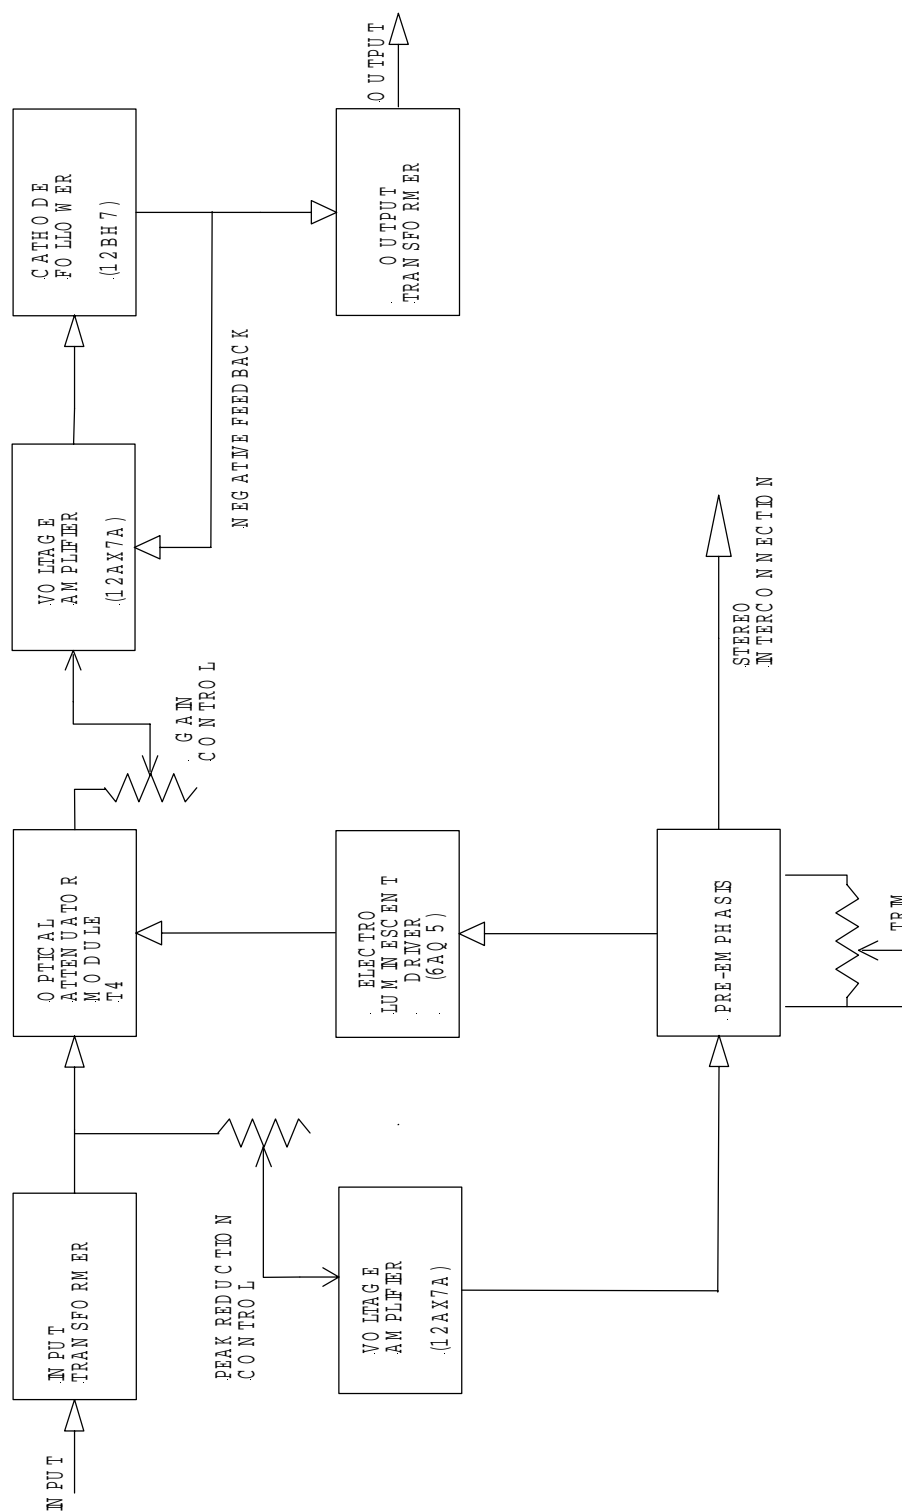 INPUT
INPUT
TRANSFORMER
OPTICAL
ATTENUATOR
MODULE
T4
GAIN
CONTROL
VOLTAGE
AMPLIFIER
(12AX7A)
CATHODE
FOLLOWER
(12BH7)
NEGATIVE FEEDBACK
OUTPUT
TRANSFORMER
OUTPUT
PEAK REDUCTION
CONTROL
VOLTAGE
AMPLIFIER
(12AX7A)
ELECTRO
LUMINESCENT
DRIVER
(6AQ5)
PRE-EMPHASIS
STEREO
INTERCONNECTION
TRIM